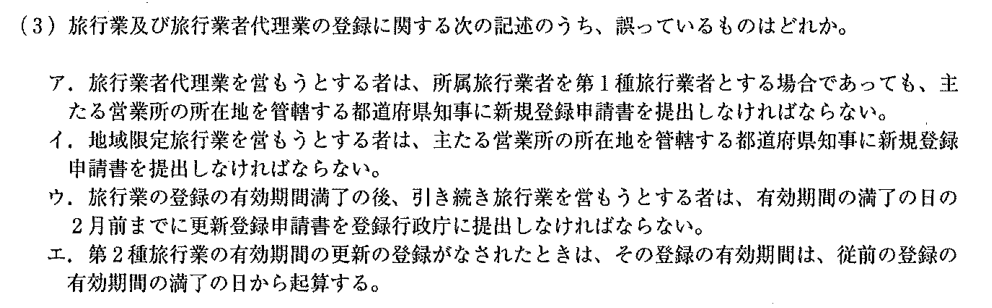 (3) 旅行業及び旅行業者代理業の登録に関する次の記述のうち、誤っているものはどれか。
ア．旅行業者代理業を営もうとする者は、所属旅行業者を第1種旅行業者とする場合であっても、主
たる営業所の所在地を管轄する都道府県知事に新規登録申請書を提出しなければならない。
イ．地域限定旅行業を営もうとする者は、主たる営業所の所在地を管轄する都道府県知事に新規登録
申請書を提出しなければならない。
ウ．旅行業の登録の有効期間満了の後、引き続き旅行業を営もうとする者は、有効期間の満了の日の
2月前までに更新登録申請書を登録行政庁に提出しなければならない。
エ．第2種旅行業の有効期間の更新の登録がなされたときは、その登録の有効期間は、従前の登録の
有効期間の満了の日から起算する。